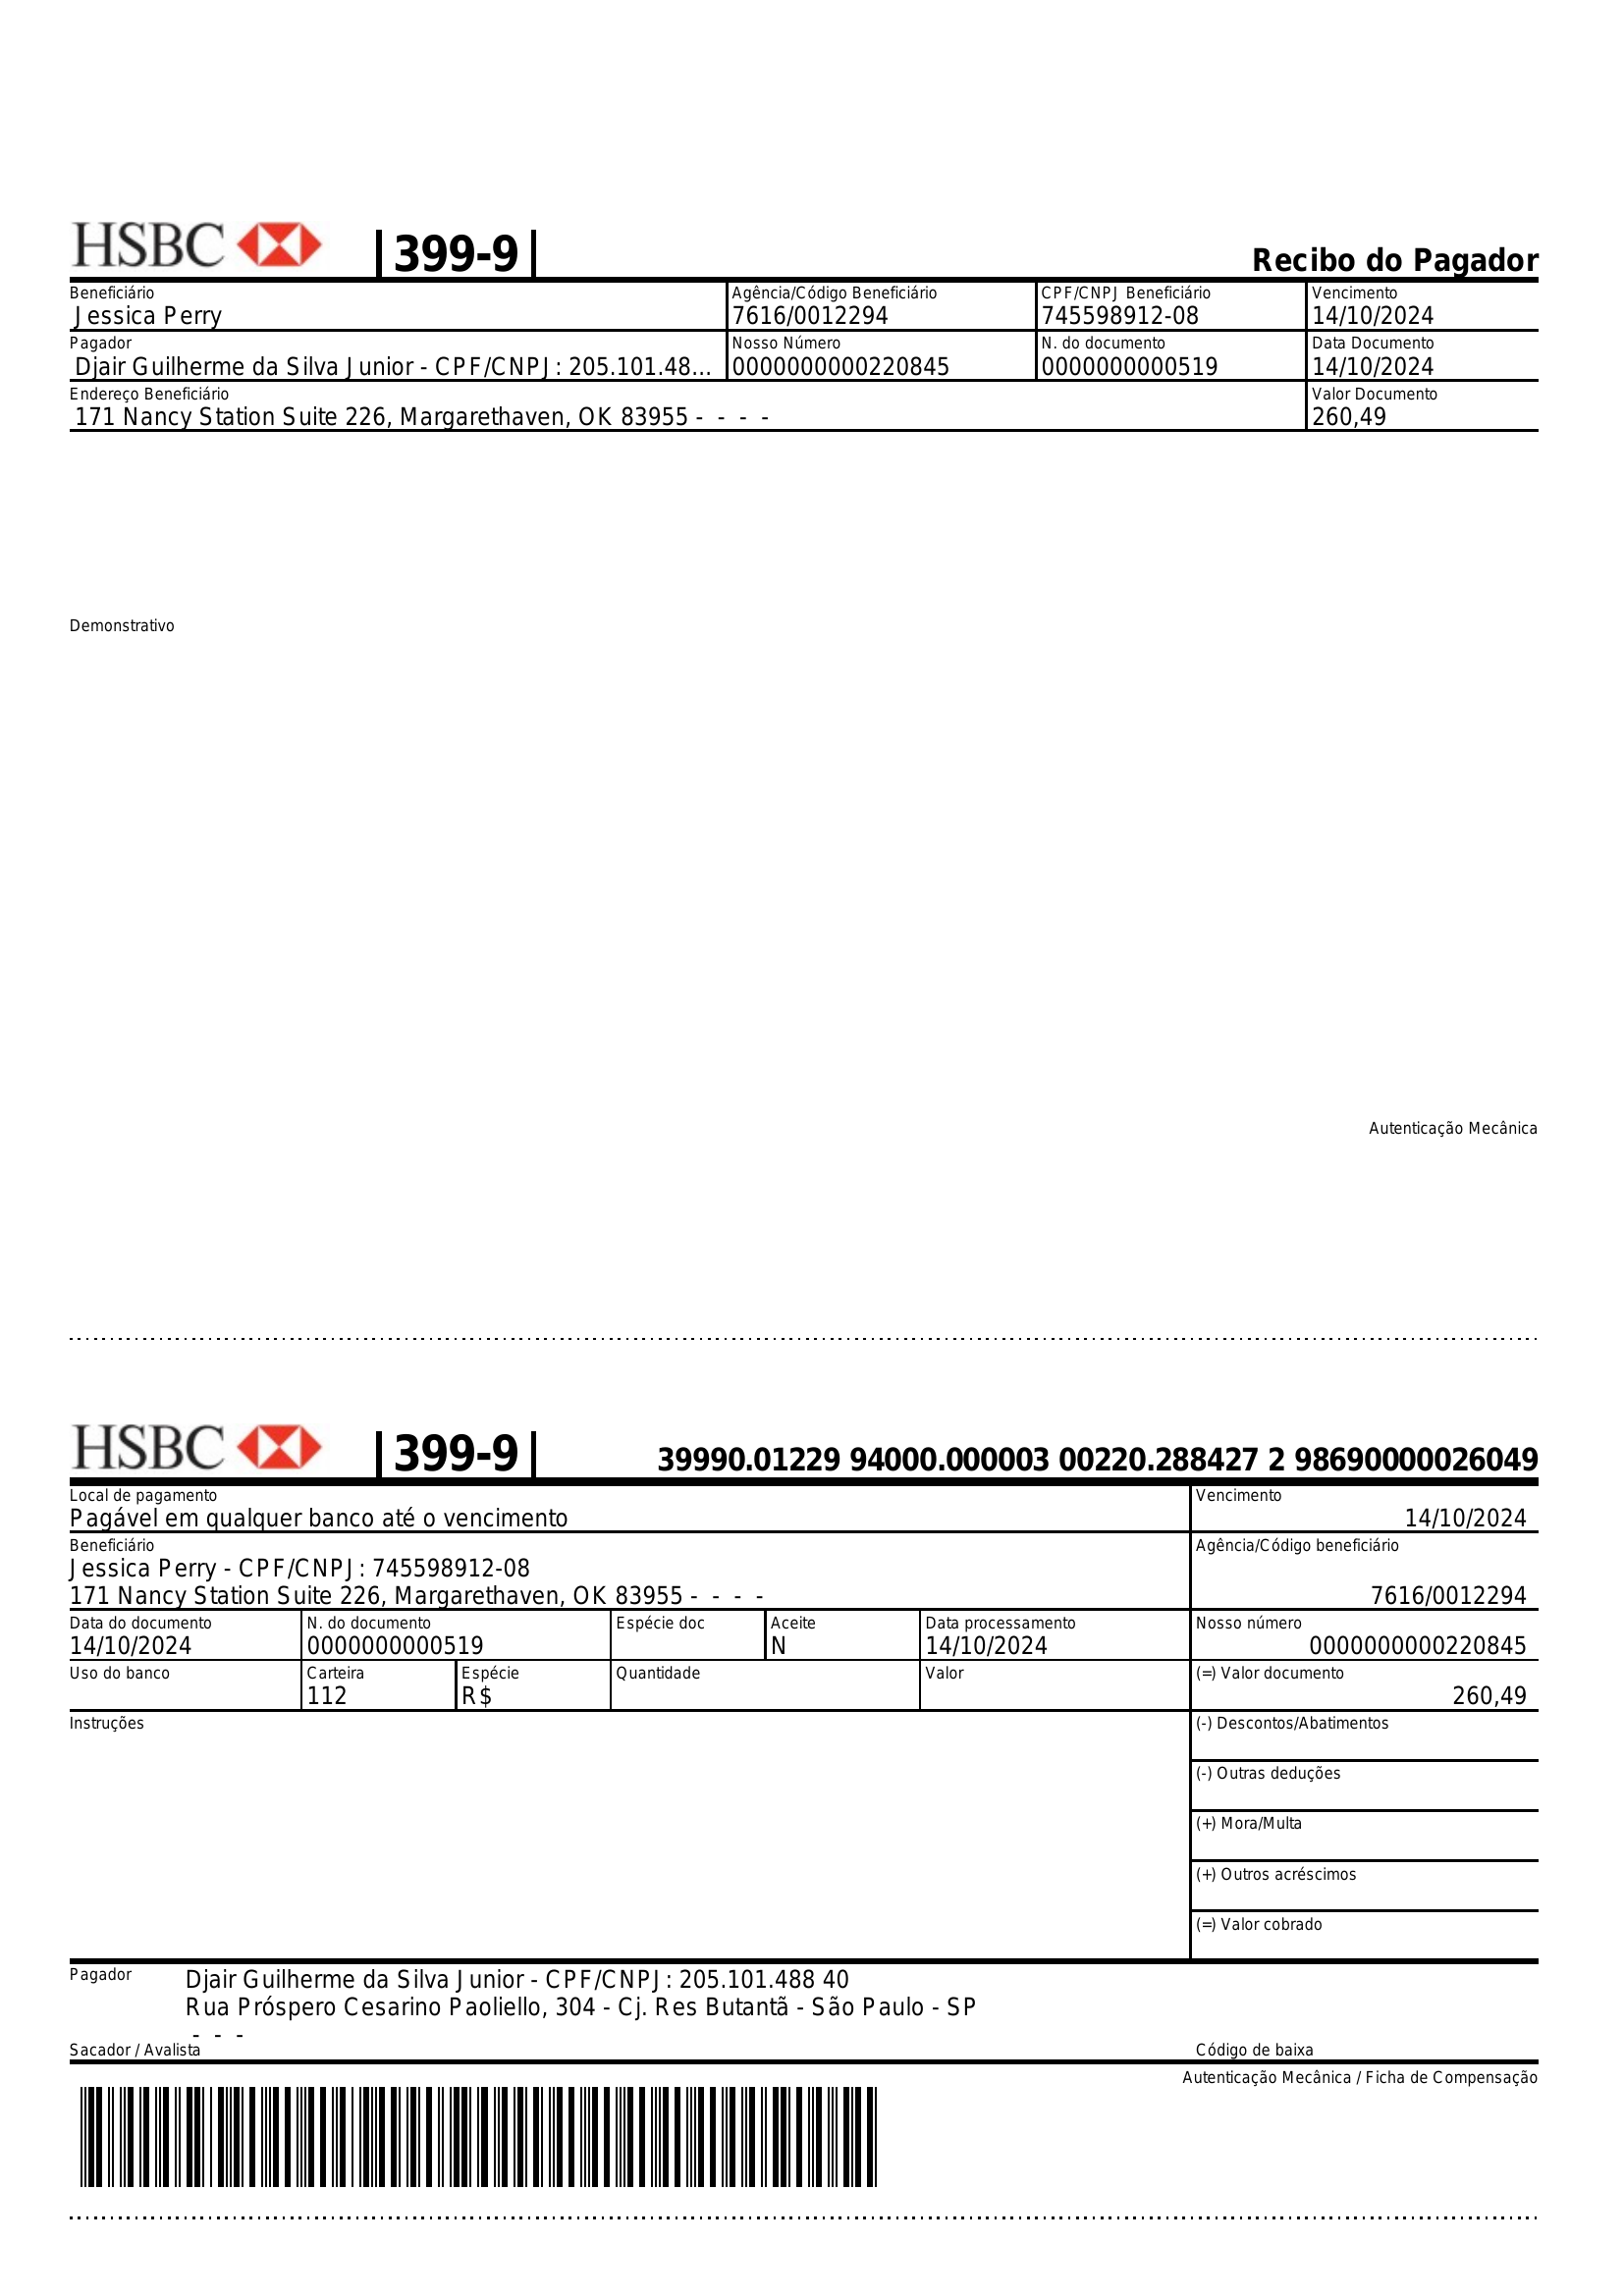 HSBC 399-9 Recibo do Pagador
Beneficiário Agência/Código Beneficiário CPF/CNPJ Beneficiário Vencimento
Jessica Perry 7616/0012294 745598912-08 14/10/2024
Pagador Nosso Número N. do documento Data Documento
Djair Guilherme da Silva Junior - CPF/CNPJ: 205.101.48... 0000000000220845 0000000000519 14/10/2024
Endereço Beneficiário Valor Documento
171 Nancy Station Suite 226, Margarethaven, OK 83955 - - - - 260,49
Demonstrativo
Autenticação Mecânica
HSBC 399-9 39990.01229 94000.000003 00220.288427 2 98690000026049
Local de pagamento Vencimento
Pagável em qualquer banco até o vencimento 14/10/2024
Beneficiário Agência/Código beneficiário
Jessica Perry - CPF/CNPJ: 745598912-08
171 Nancy Station Suite 226, Margarethaven, OK 83955 - - - - 7616/0012294
Data do documento N. do documento Espécie doc Aceite Data processamento Nosso número
14/10/2024 0000000000519 N 14/10/2024 0000000000220845
Uso do banco Carteira Espécie Quantidade Valor (=) Valor documento
112 R$ 260,49
Instruções (-) Descontos/Abatimentos
(-) Outras deduções
(+) Mora/Multa
(+) Outros acréscimos
(=) Valor cobrado
Pagador Djair Guilherme da Silva Junior - CPF/CNPJ: 205.101.488 40
Rua Próspero Cesarino Paoliello, 304 - Cj. Res Butantã - São Paulo - SP
- - -
Sacador / Avalista Código de baixa
Autenticação Mecânica / Ficha de Compensação